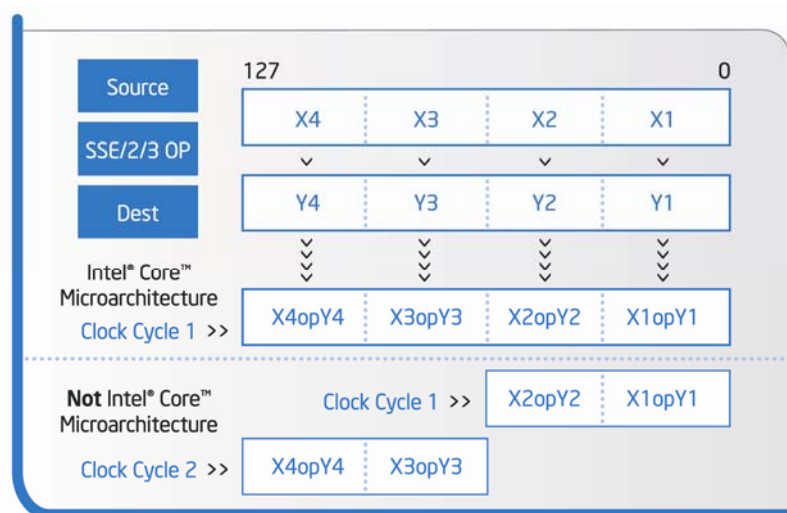 127 0
Source
X4 X3 X2 X1
SSE/2/3 OP
Dest
Y4 Y3 Y2 Y1
Intel® Core™
Microarchitecture
Clock Cycle 1 >>
X4opY4 X3opY3 X2opY2 X1opY1
Not Intel® Core™
Microarchitecture
Clock Cycle 1 >>
X2opY2 X1opY1
Clock Cycle 2 >>
X4opY4 X3opY3